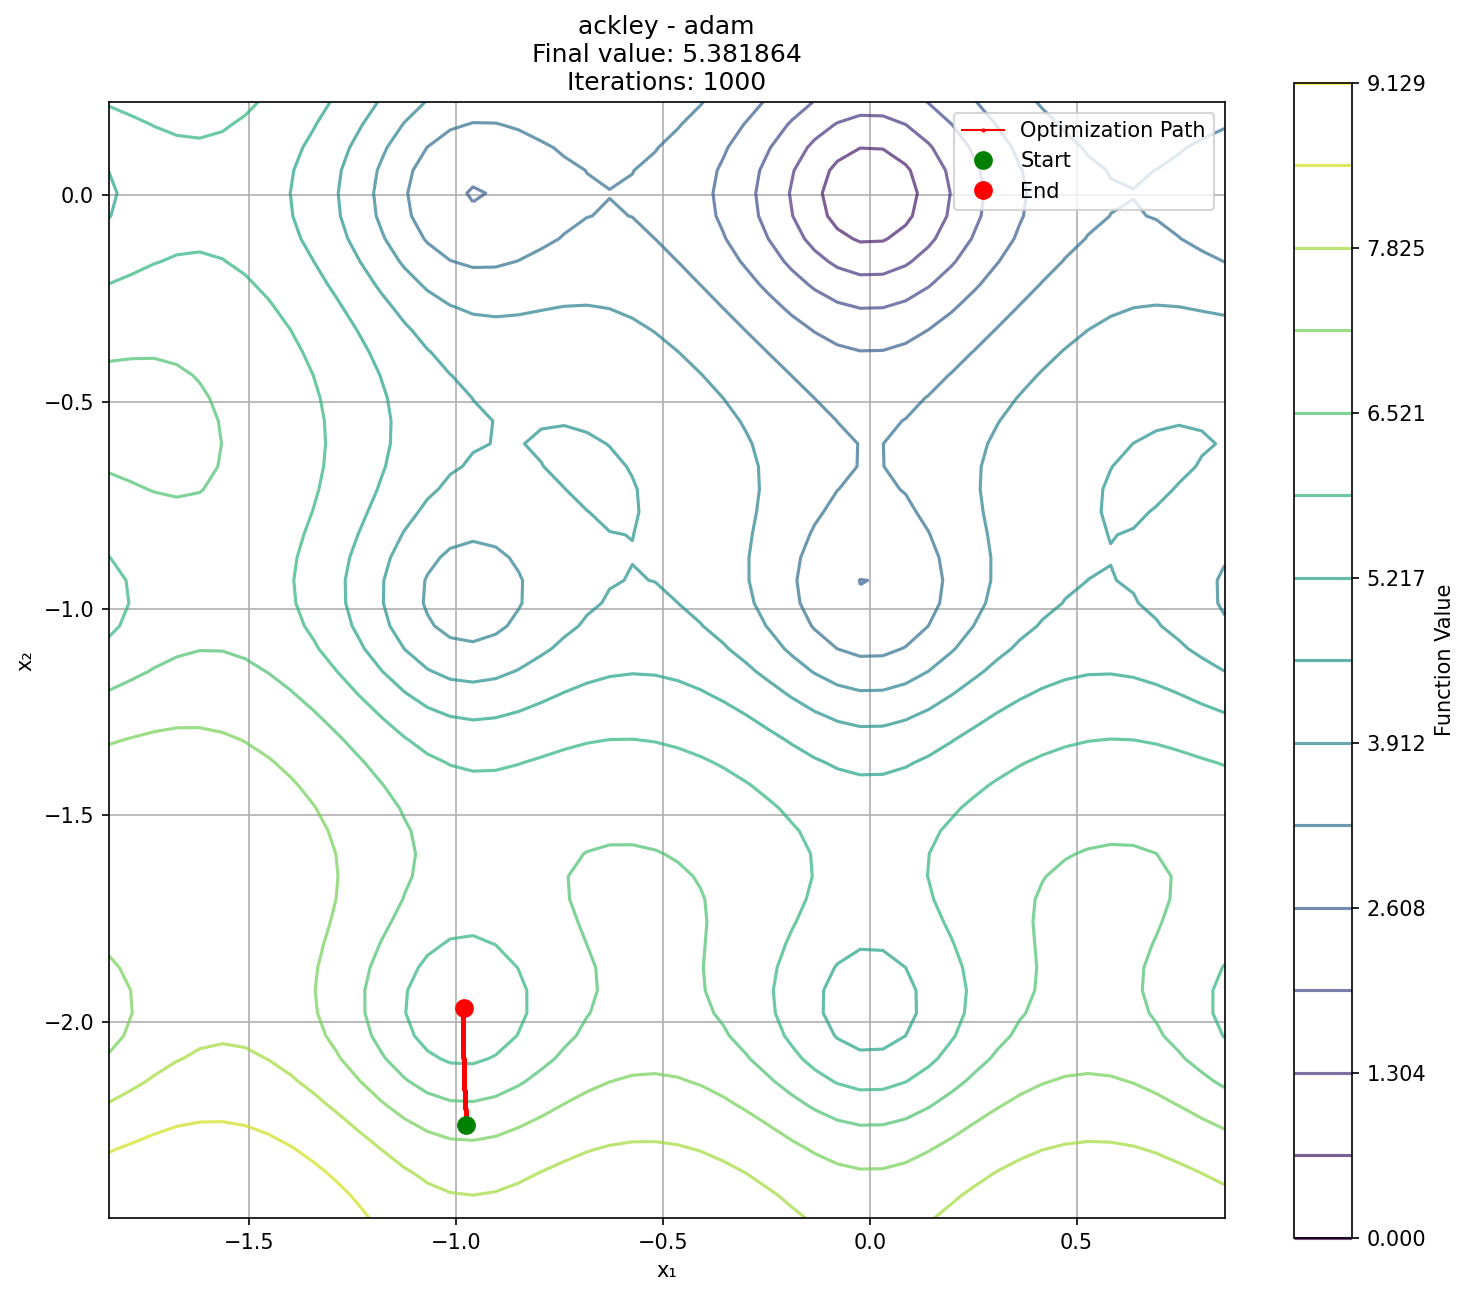 ackley - adam
Final value: 5.381864
Iterations: 1000
Optimization Path
Start
End
0.0
−0.5
−1.0
−1.5
−2.0
x₂
−1.5
−1.0
−0.5
0.0
0.5
x₁
9.129
7.825
6.521
5.217
3.912
2.608
1.304
0.000
Function Value